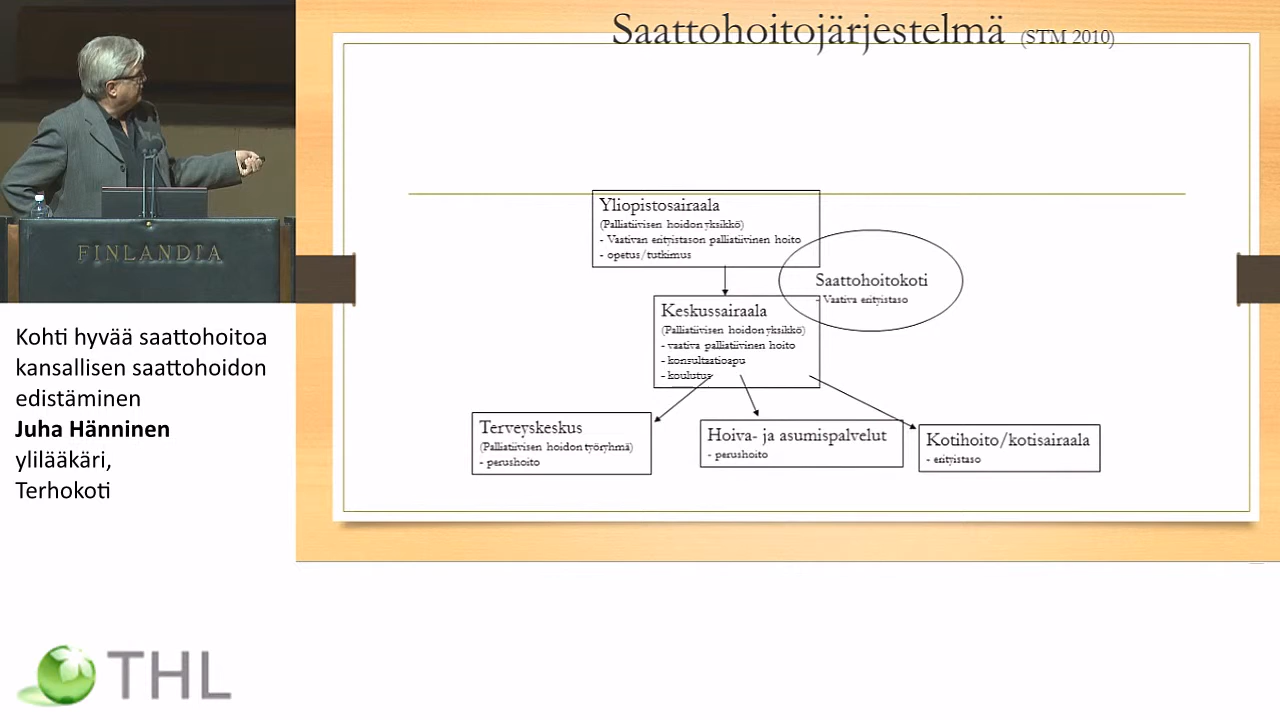 Saattohoitojärjestelmä (STM 2010)
Yliopistosairaala
(Palliatiivisen hoidon yksikkö)
- Vaativan erityistason palliatiivinen hoito
- opetus/tutkimus
Saattohoitokoti
- Vaativa erityistaso
Keskussairaala
(Palliatiivisen hoidon yksikkö)
- vaativa palliatiivinen hoito
- konsultaatioapu
- koulutus
Terveyskeskus
(Palliatiivisen hoidon työryhmä)
- perushoito
Hoiva- ja asumispalvelut
- perushoito
Kotihoito/kotisairaala
- erityistaso
FINLANDIA
Kohti hyvää saattohoitoa
kansallisen saattohoidon
edistäminen
Juha Hänninen
ylilääkäri,
Terhokoti
THL